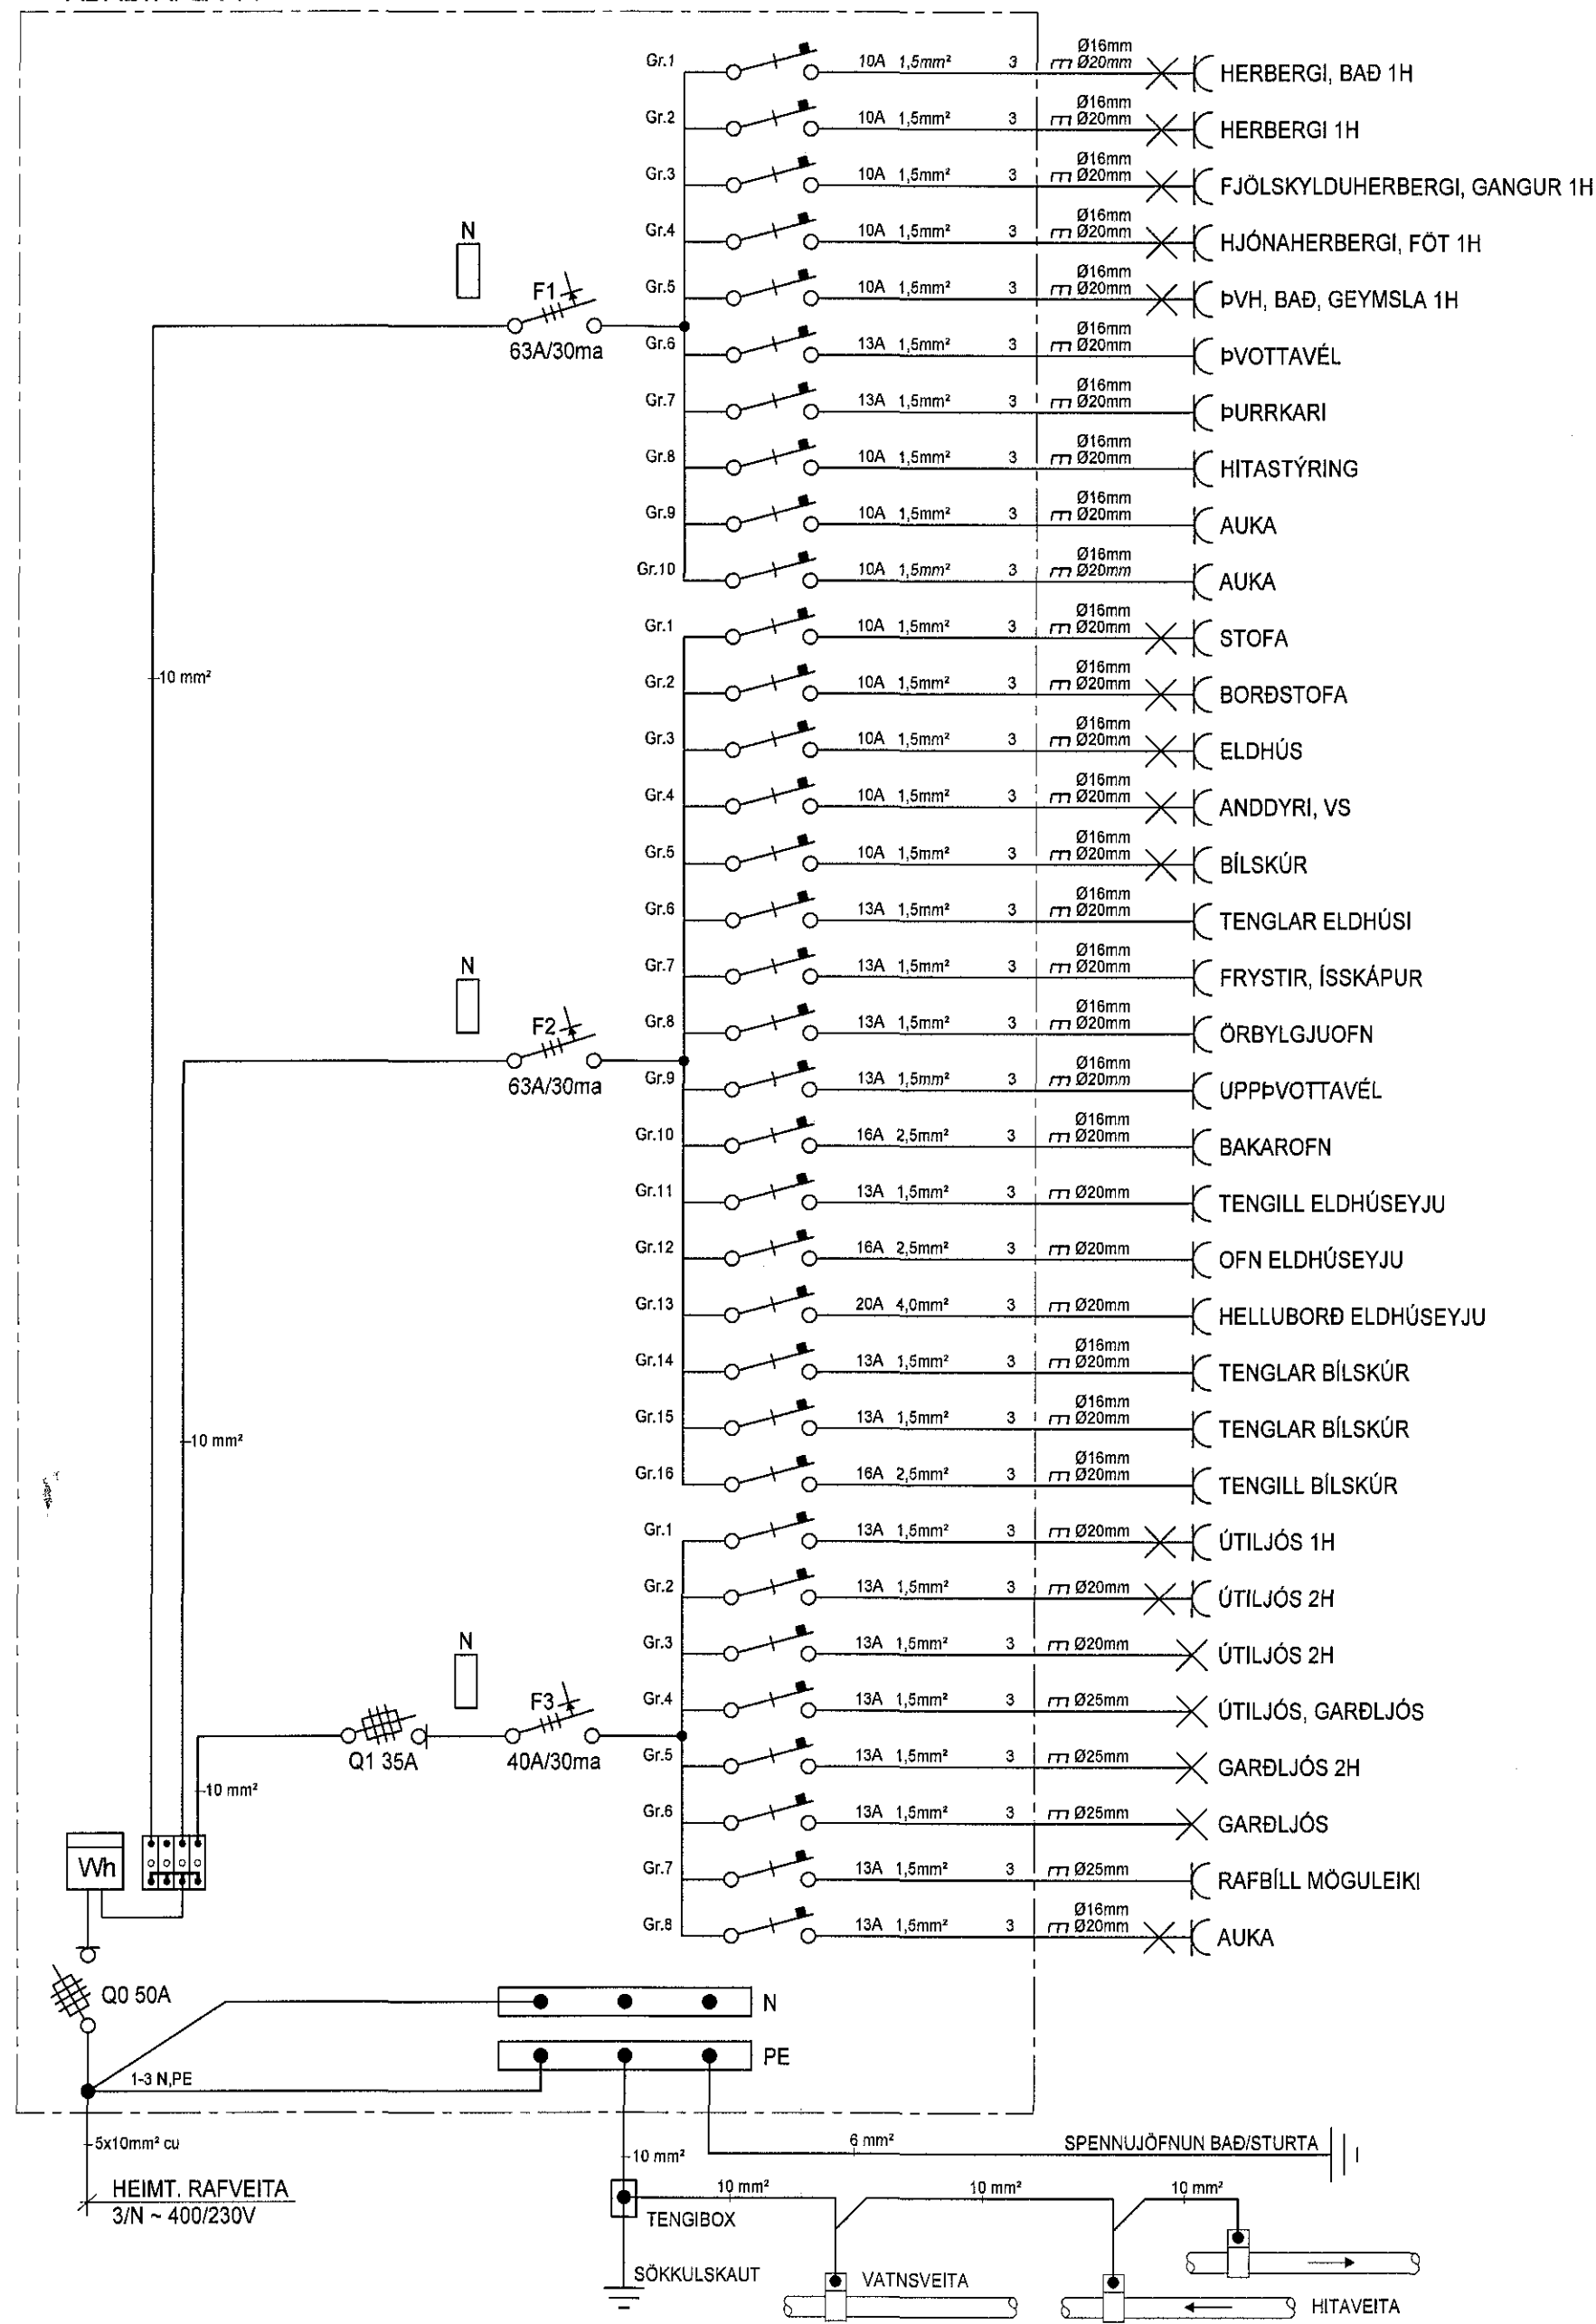 Gr.1 10A 1,5mm² 3 Ø16mm Ø20mm HERBERGI, BAÐ 1H
Gr.2 10A 1,5mm² 3 Ø16mm Ø20mm HERBERGI 1H
Gr.3 10A 1,5mm² 3 Ø16mm Ø20mm FJÖLSKYLDUHERBERGI, GANGUR 1H
Gr.4 10A 1,5mm² 3 Ø16mm Ø20mm HJÓNAHERBERGI, FÖT 1H
N
Gr.5 10A 1,5mm² 3 Ø16mm Ø20mm ÞVH, BAÐ, GEYMSLA 1H
F1
63A/30ma
Gr.6 13A 1,5mm² 3 Ø16mm Ø20mm ÞVOTTAVÉL
Gr.7 13A 1,5mm² 3 Ø16mm Ø20mm ÞURRKARI
Gr.8 10A 1,5mm² 3 Ø16mm Ø20mm HITASTÝRING
Gr.9 10A 1,5mm² 3 Ø16mm Ø20mm AUKA
Gr.10 10A 1,5mm² 3 Ø16mm Ø20mm AUKA
Gr.1 10A 1,5mm² 3 Ø16mm Ø20mm STOFA
10 mm²
Gr.2 10A 1,5mm² 3 Ø16mm Ø20mm BORÐSTOFA
Gr.3 10A 1,5mm² 3 Ø16mm Ø20mm ELDHÚS
Gr.4 10A 1,5mm² 3 Ø16mm Ø20mm ANDDYRI, VS
Gr.5 10A 1,5mm² 3 Ø16mm Ø20mm BÍLSKÚR
Gr.6 13A 1,5mm² 3 Ø16mm Ø20mm TENGLAR ELDHÚSI
N
Gr.7 13A 1,5mm² 3 Ø16mm Ø20mm FRYSTIR, ÍSSKÁPUR
Gr.8 13A 1,5mm² 3 Ø16mm Ø20mm ÖRBYLGJUOFN
F2
63A/30ma
Gr.9 13A 1,5mm² 3 Ø16mm Ø20mm UPPÞVOTTAVÉL
Gr.10 16A 2,5mm² 3 Ø16mm Ø20mm BAKAROFN
Gr.11 13A 1,5mm² 3 Ø20mm TENGILL ELDHÚSEYJU
Gr.12 16A 2,5mm² 3 Ø20mm OFN ELDHÚSEYJU
Gr.13 20A 4,0mm² 3 Ø20mm HELLUBORÐ ELDHÚSEYJU
Gr.14 13A 1,5mm² 3 Ø16mm Ø20mm TENGLAR BÍLSKÚR
Gr.15 13A 1,5mm² 3 Ø16mm Ø20mm TENGLAR BÍLSKÚR
10 mm²
Gr.16 16A 2,5mm² 3 Ø16mm Ø20mm TENGILL BÍLSKÚR
Gr.1 13A 1,5mm² 3 Ø20mm ÚTILJÓS 1H
Gr.2 13A 1,5mm² 3 Ø20mm ÚTILJÓS 2H
N
Gr.3 13A 1,5mm² 3 Ø20mm ÚTILJÓS 2H
Gr.4 13A 1,5mm² 3 Ø25mm ÚTILJÓS, GARÐLJÓS
F3
Q1 35A
40A/30ma
Gr.5 13A 1,5mm² 3 Ø25mm GARÐLJÓS 2H
10 mm²
Gr.6 13A 1,5mm² 3 Ø25mm GARÐLJÓS
Wh
Gr.7 13A 1,5mm² 3 Ø25mm RAFBÍLL MÖGULEIKI
Gr.8 13A 1,5mm² 3 Ø16mm Ø20mm AUKA
Q0 50A
N
PE
1-3 N,PE
5x10mm² cu
HEIMT. RAFVEITA
3/N ~ 400/230V
6 mm²
SPENNUJÖFNUN BAÐ/STURTA
10 mm²
10 mm²
10 mm²
10 mm²
TENGIBOX
SÖKKULSKAUT
VATNSVEITA
HITAVEITA